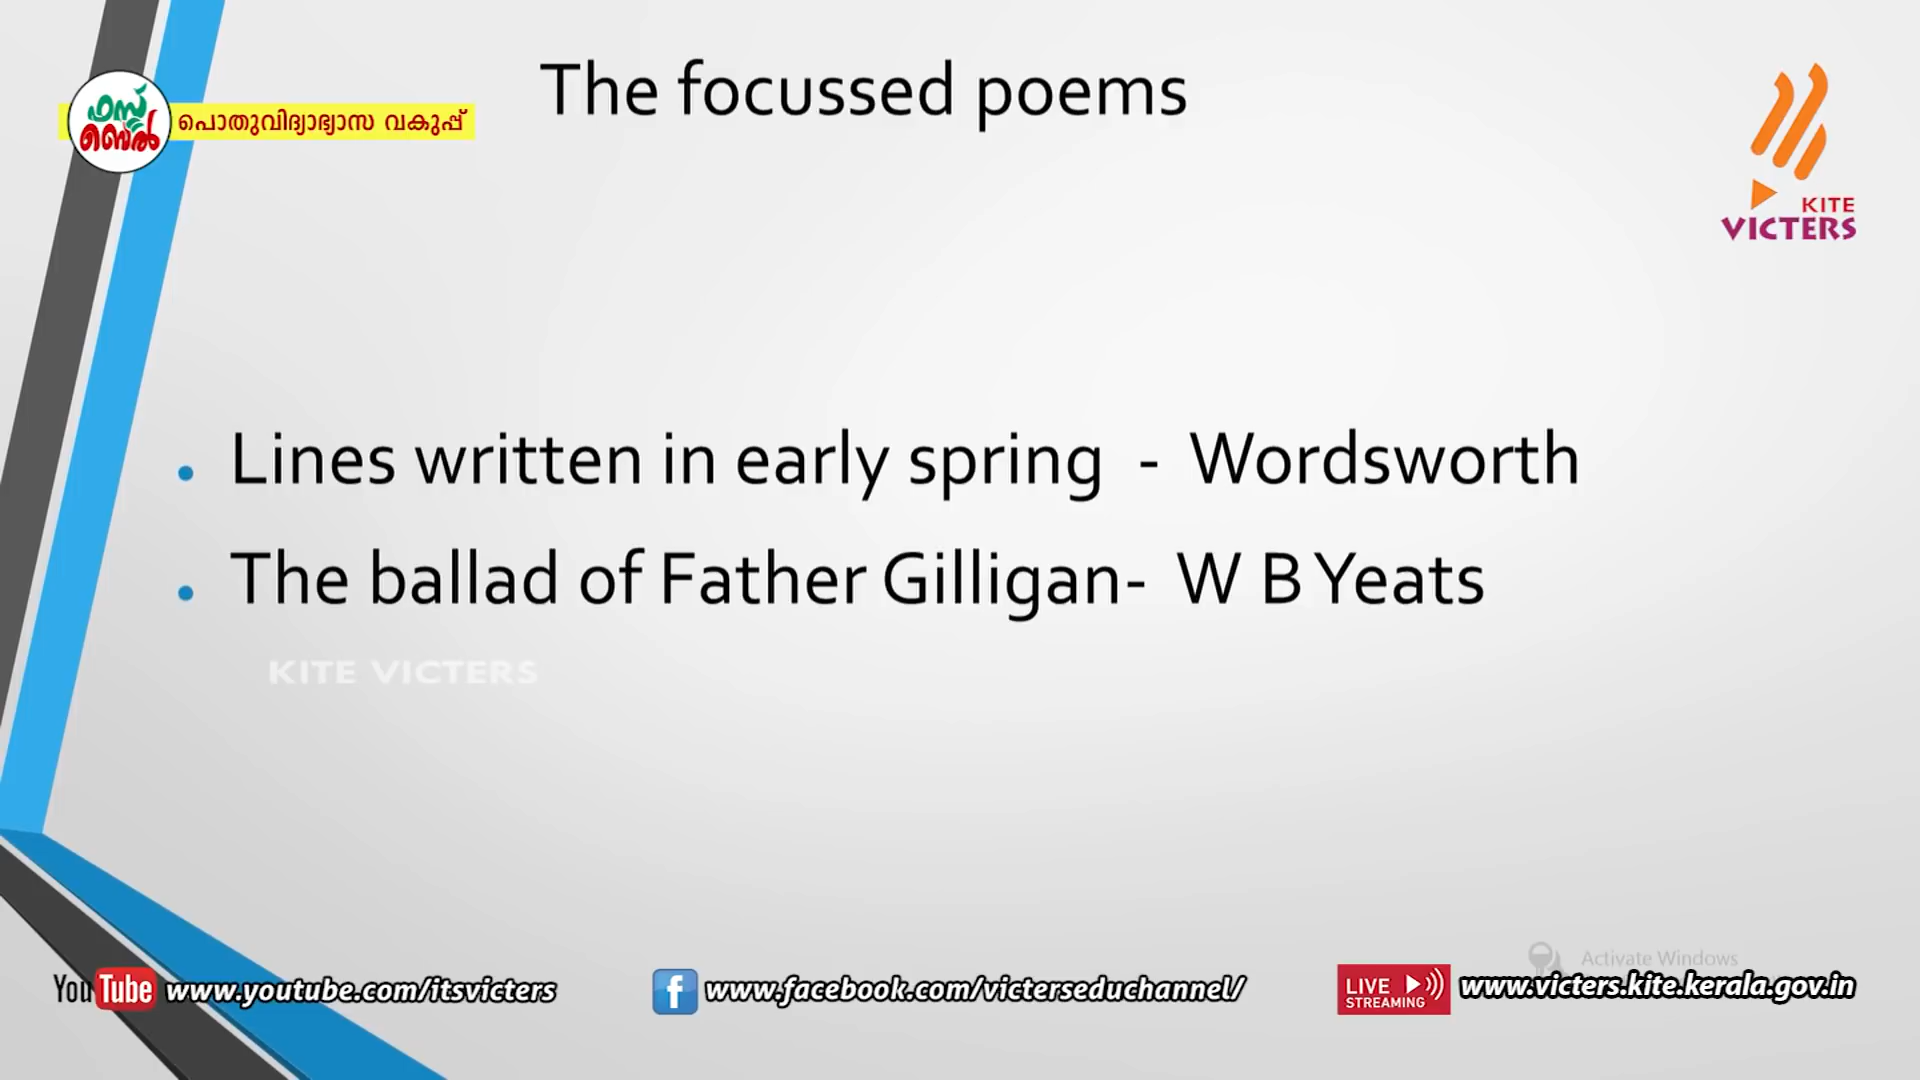 The focussed poems
ഫസ്റ്റ്
ബെൽ
പൊതുവിദ്യാഭ്യാസ വകുപ്പ്
KITE
VICTERS
Lines written in early spring - Wordsworth
The ballad of Father Gilligan- W B Yeats
KITE VICTERS
Activate Windows
YouTube www.youtube.com/itsvicters
f www.facebook.com/victerseduchannel/
LIVE
STREAMING
www.victers.kite.kerala.gov.in